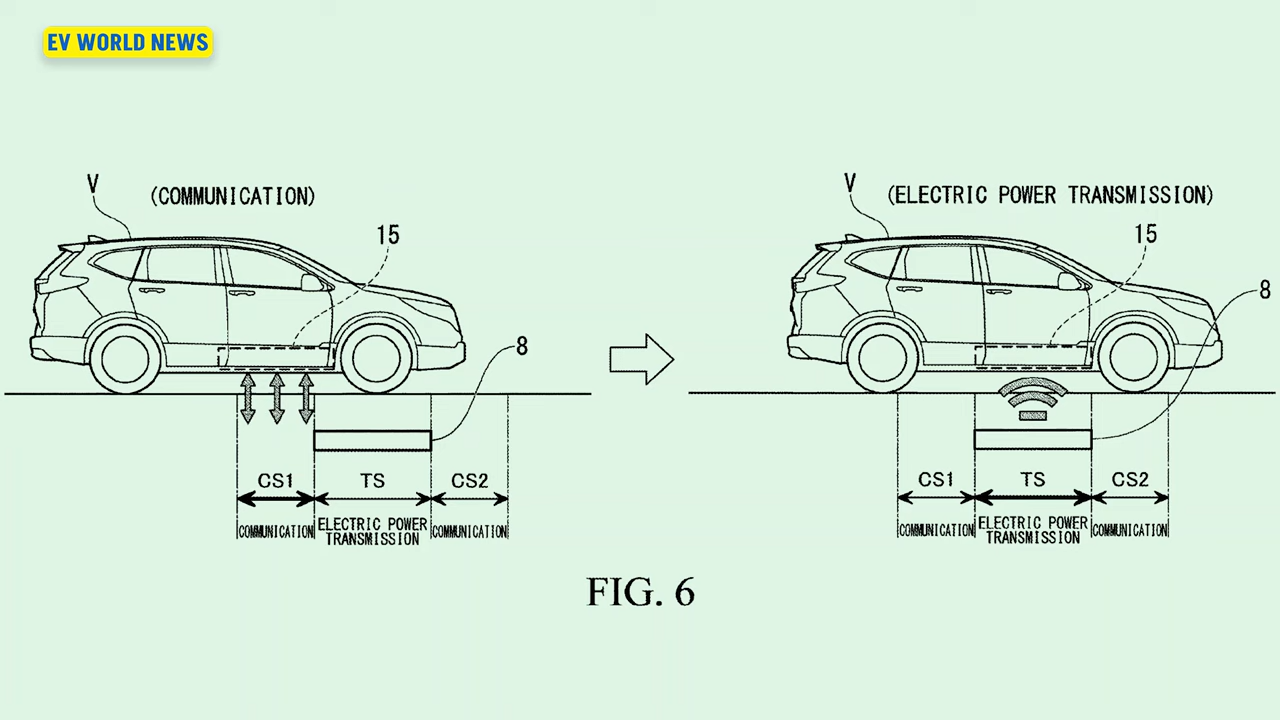 EV WORLD NEWS
V
(COMMUNICATION)
15
8
CS1
TS
CS2
COMMUNICATION
ELECTRIC POWER
TRANSMISSION
COMMUNICATION
V
(ELECTRIC POWER TRANSMISSION)
15
8
CS1
TS
CS2
COMMUNICATION
ELECTRIC POWER
TRANSMISSION
COMMUNICATION
FIG. 6